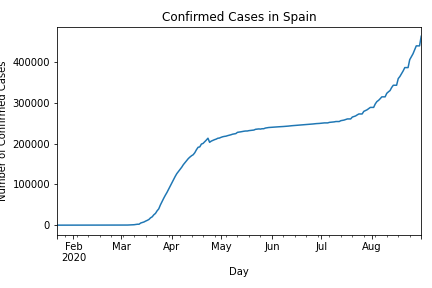 Confirmed Cases in Spain
Number of Confirmed Cases
400000
300000
200000
100000
0
Feb Mar Apr May Jun Jul Aug
2020
Day